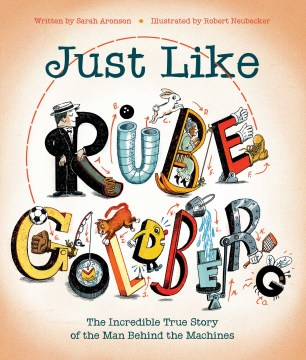 Written by Sarah Aronson • Illustrated by Robert Neubecker
Just Like
RUBE
GOLDBERG
The Incredible True Story
of the Man Behind the Machines